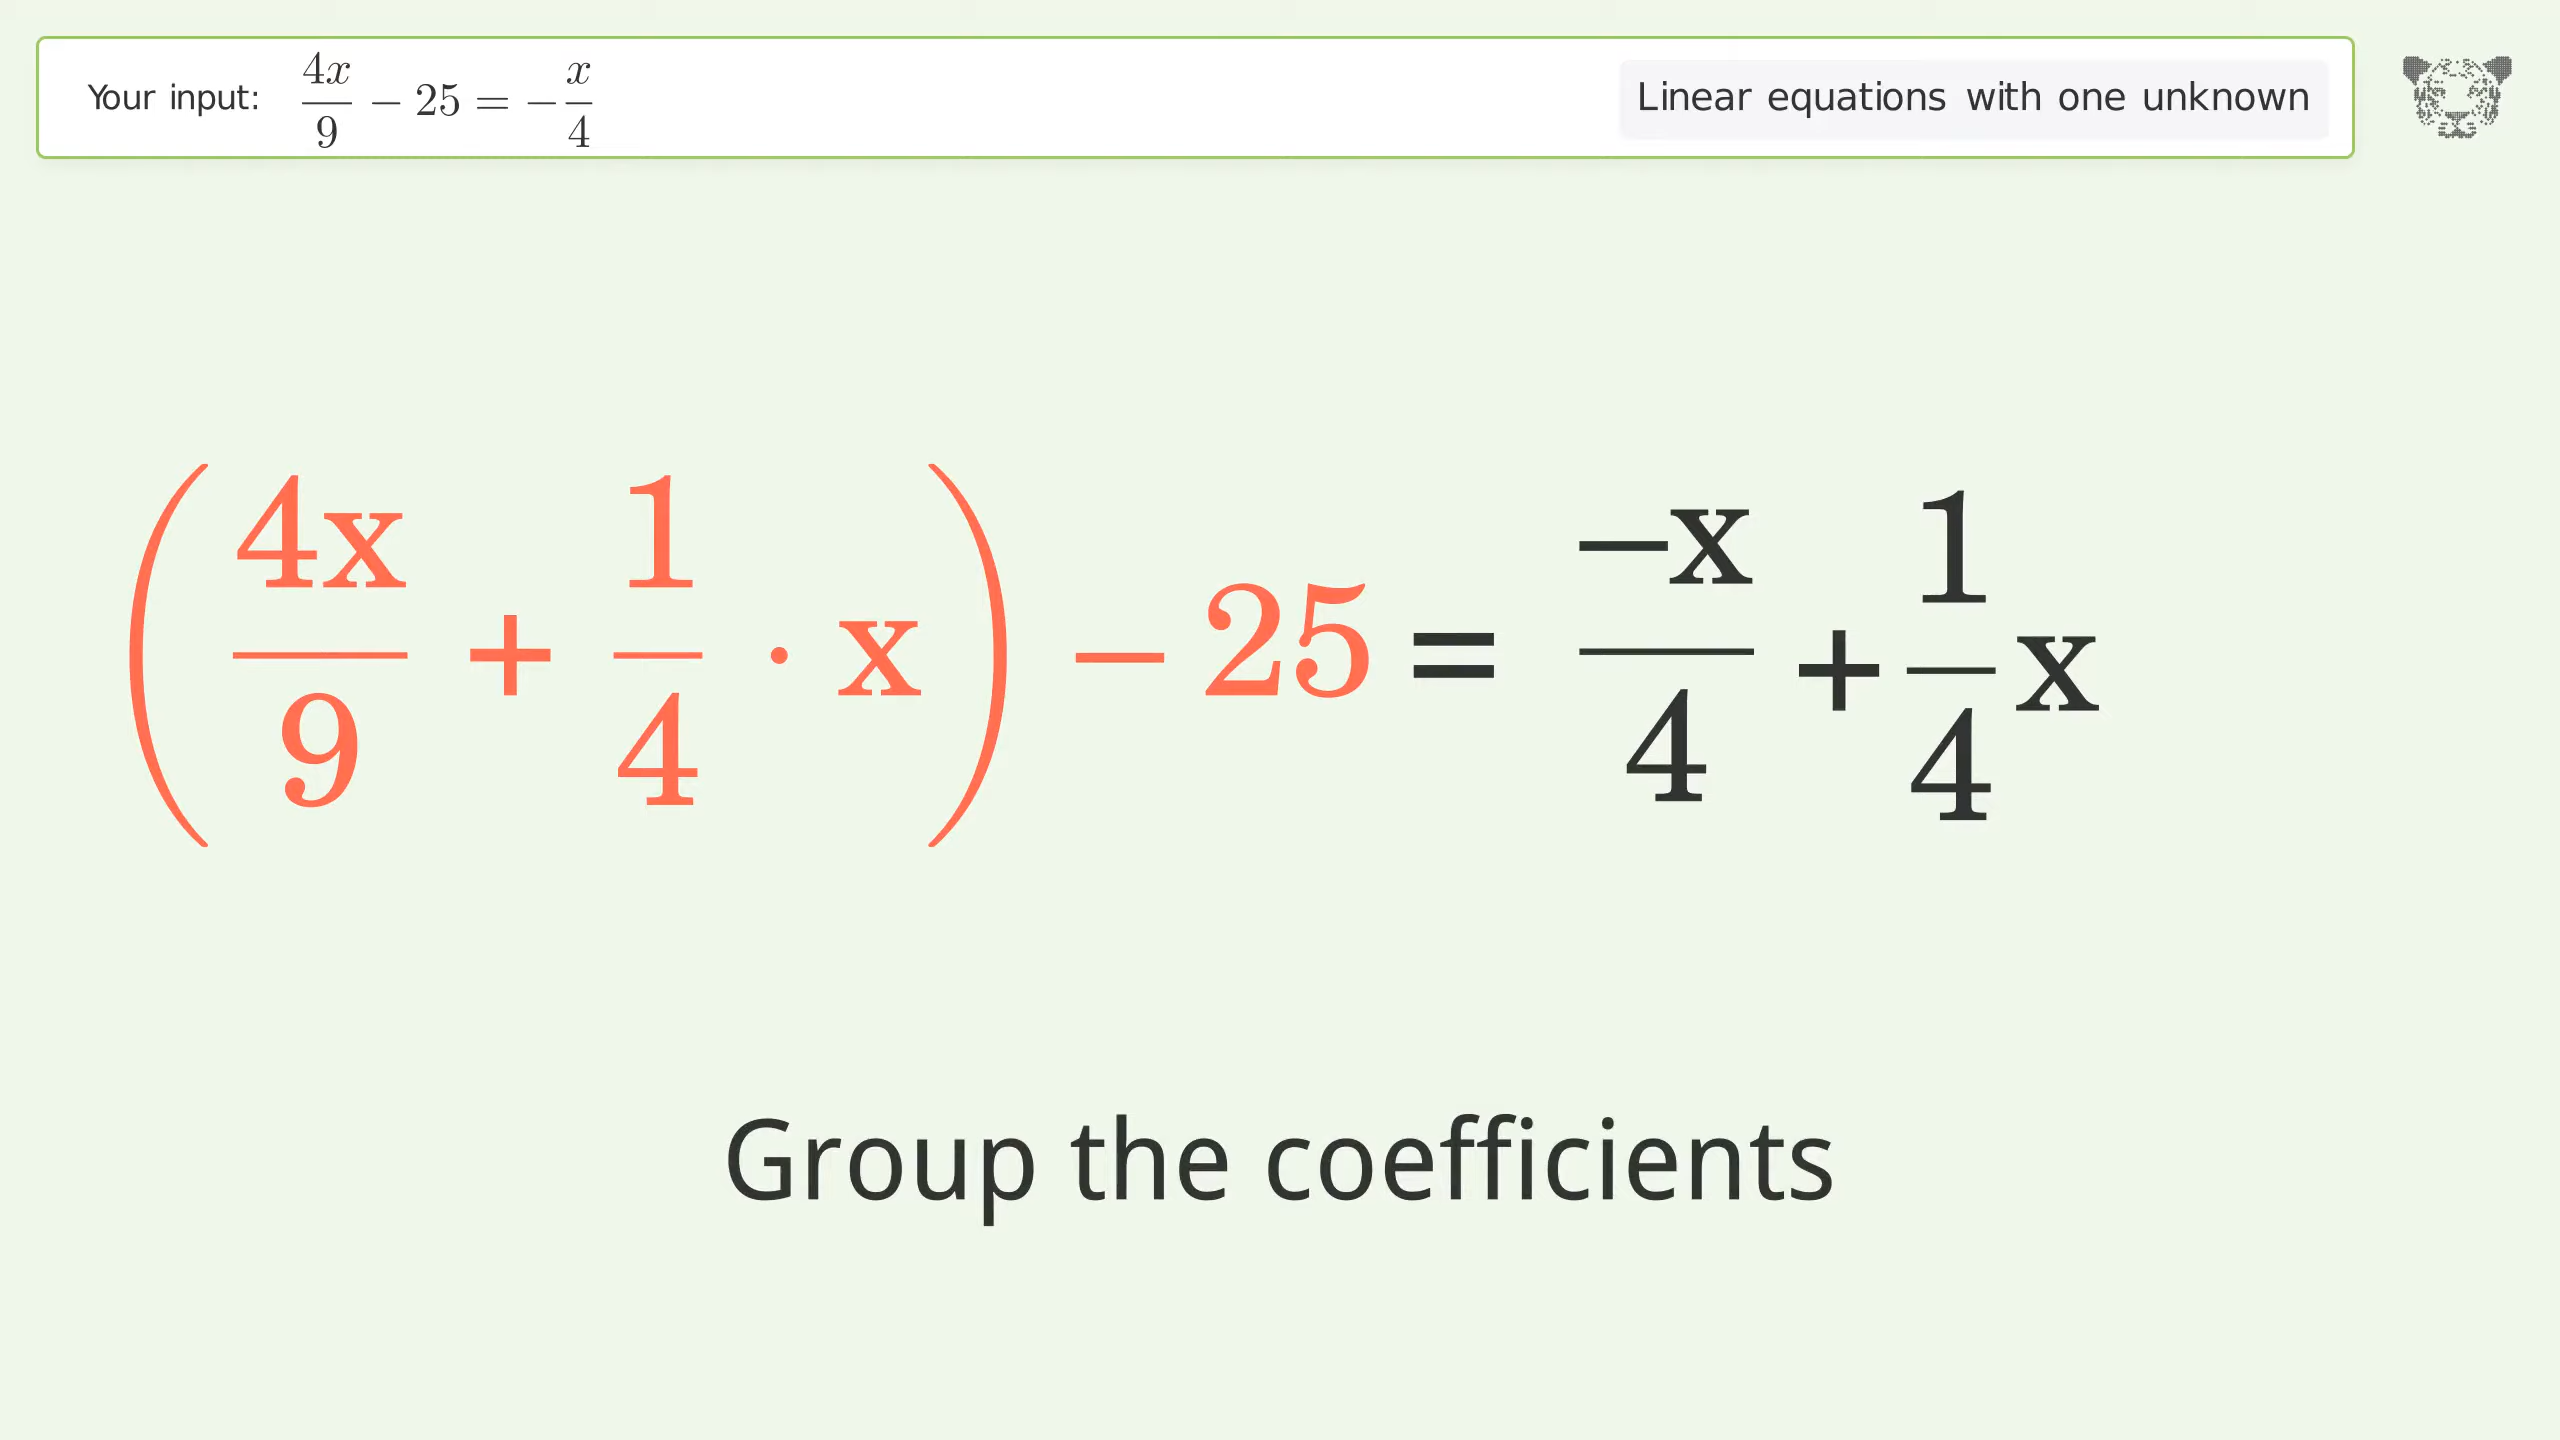 Your input: 4x/9 − 25 = −x/4
Linear equations with one unknown
(4x/9 + 1/4 · x) − 25 = −x/4 + 1/4 x
Group the coefficients